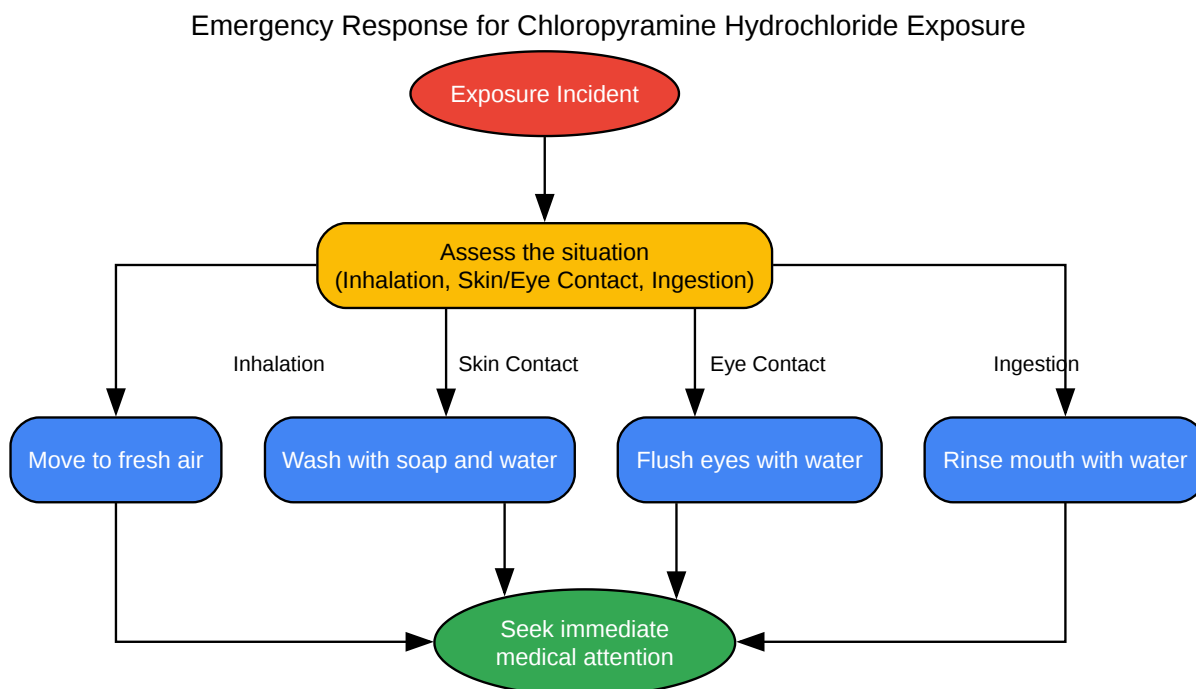 Emergency Response for Chloropyramine Hydrochloride Exposure
Exposure Incident
Assess the situation
(Inhalation, Skin/Eye Contact, Ingestion)
Inhalation
Skin Contact
Eye Contact
Ingestion
Move to fresh air
Wash with soap and water
Flush eyes with water
Rinse mouth with water
Seek immediate
medical attention